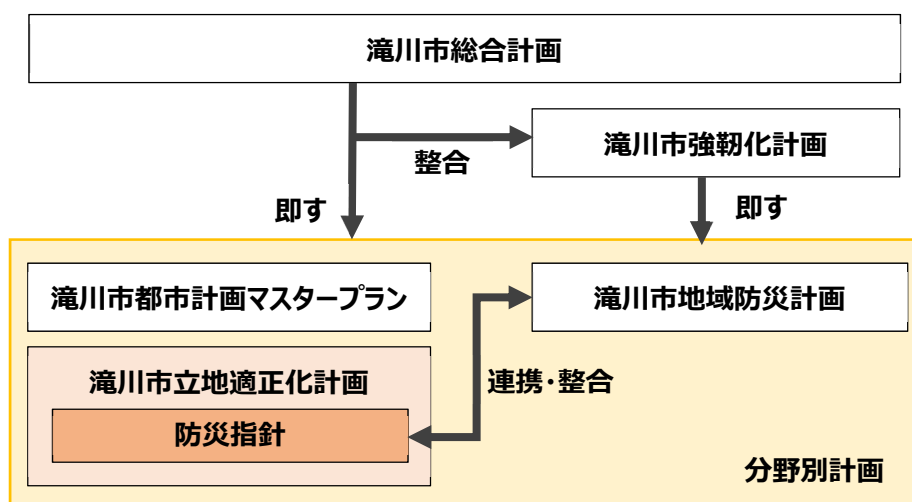 滝川市総合計画
滝川市強靭化計画
整合
即す
即す
滝川市都市計画マスタープラン
滝川市地域防災計画
滝川市立地適正化計画
連携・整合
防災指針
分野別計画